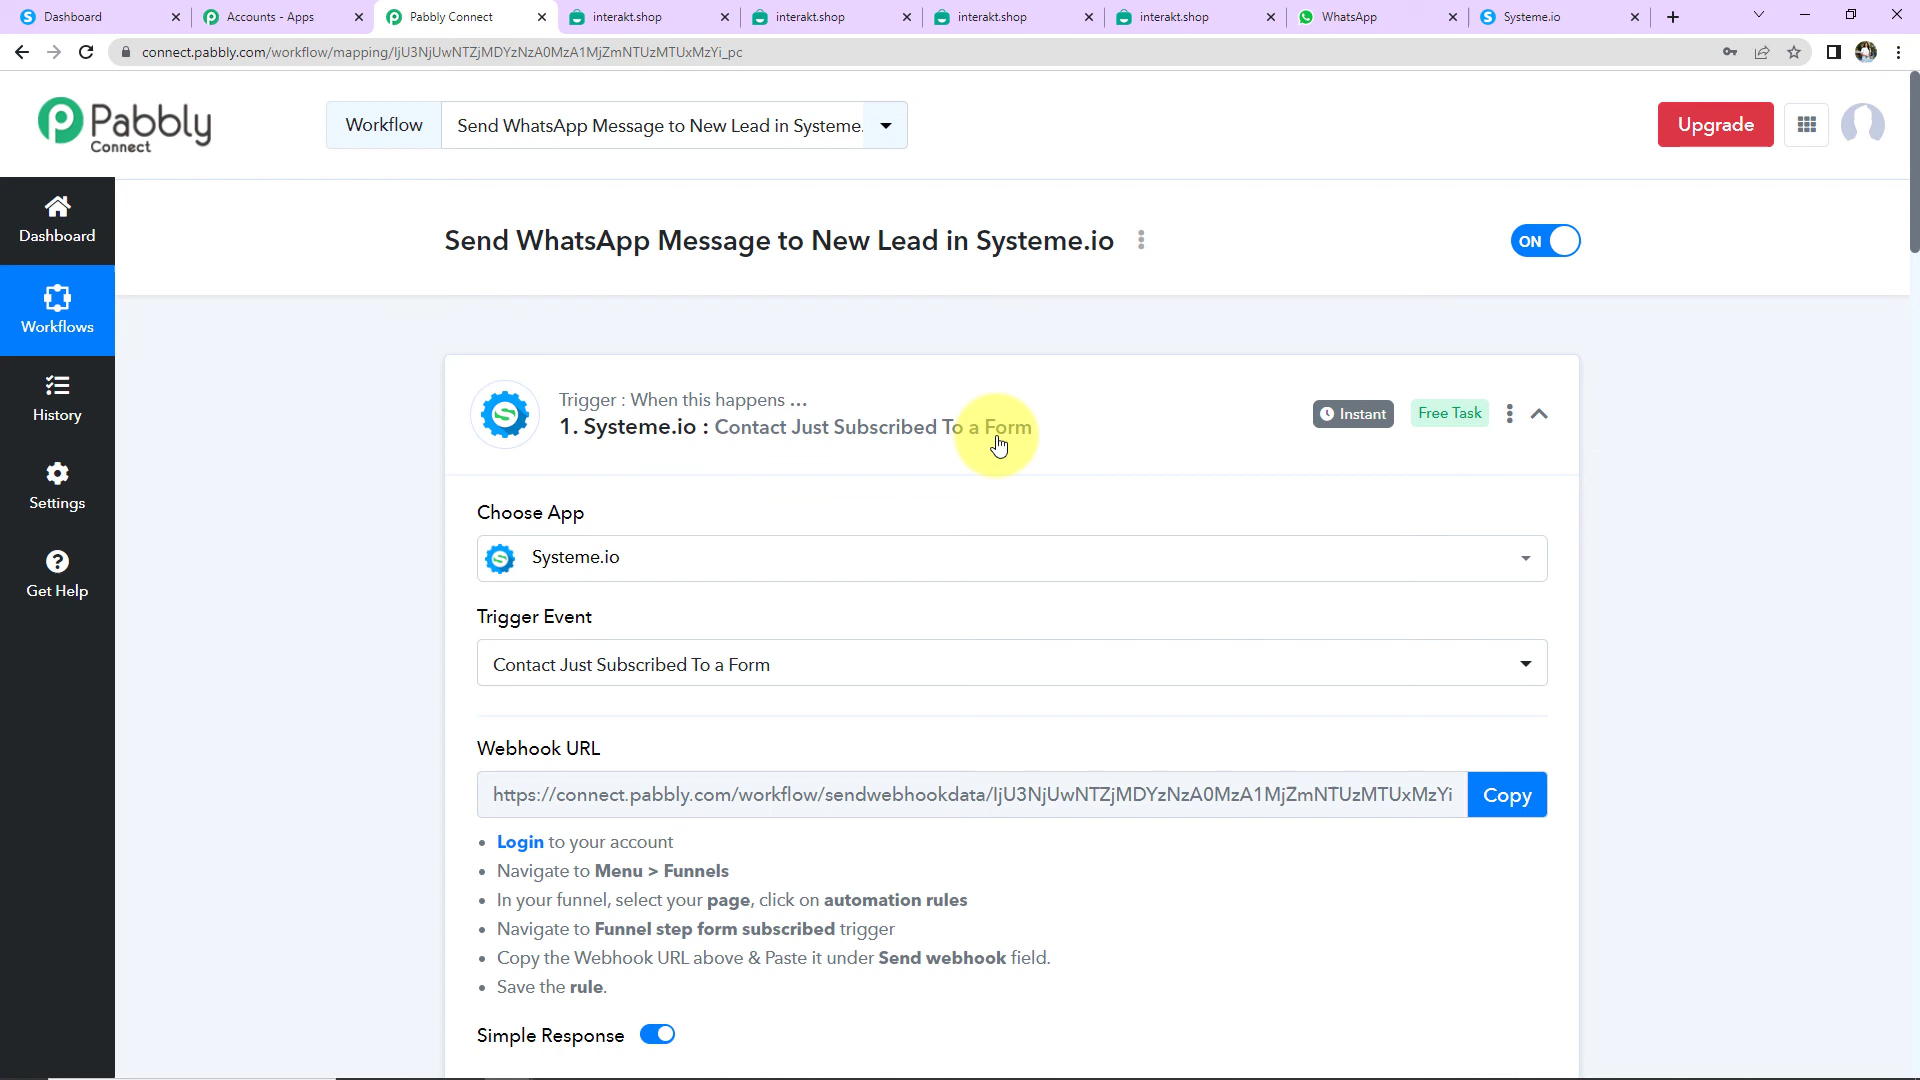 Dashboard
Accounts - Apps
Pabbly Connect
interakt.shop
interakt.shop
interakt.shop
interakt.shop
WhatsApp
Systeme.io
connect.pabbly.com/workflow/mapping/IjU3NjUwNTZjMDYzNzA0MzA1MjZmNTUzMTUxMzYi_pc
Pabbly
Connect
Workflow
Send WhatsApp Message to New Lead in Systeme.
Upgrade
Dashboard
Workflows
History
Settings
Get Help
Send WhatsApp Message to New Lead in Systeme.io
ON
Trigger : When this happens ...
1. Systeme.io : Contact Just Subscribed To a Form
Instant
Free Task
Choose App
Systeme.io
Trigger Event
Contact Just Subscribed To a Form
Webhook URL
https://connect.pabbly.com/workflow/sendwebhookdata/IjU3NjUwNTZjMDYzNzA0MzA1MjZmNTUzMTUxMzYi
Copy
Login to your account
Navigate to Menu > Funnels
In your funnel, select your page, click on automation rules
Navigate to Funnel step form subscribed trigger
Copy the Webhook URL above & Paste it under Send webhook field.
Save the rule.
Simple Response